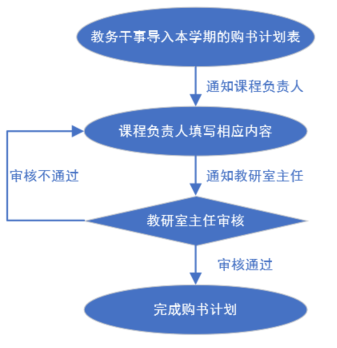 教务干事导入本学期的购书计划表
通知课程负责人
课程负责人填写相应内容
审核不通过
通知教研室主任
教研室主任审核
审核通过
完成购书计划